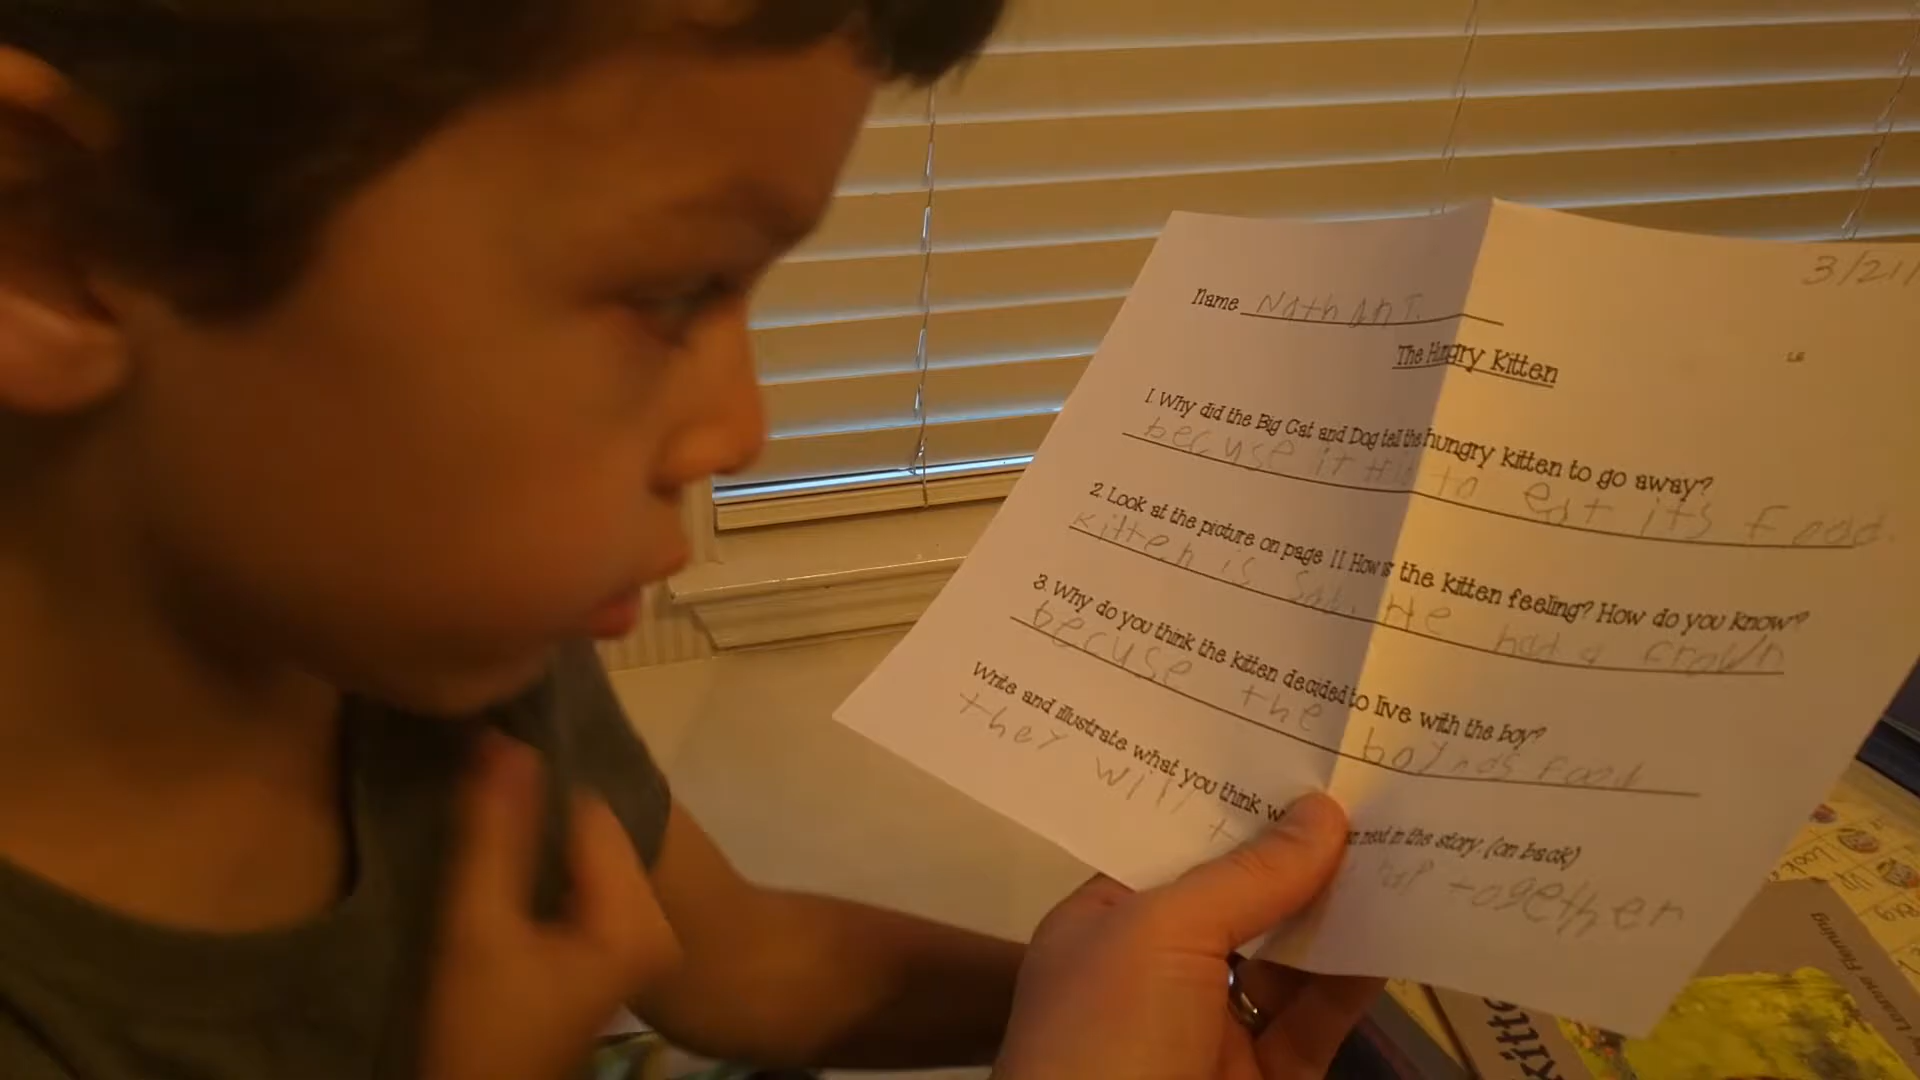 3/21/
Name Nathan T.
The Hungry Kitten
1. Why did the Big Cat and Dog tell the hungry kitten to go away?
becuse it to eat its food.
2. Look at the picture on page 11. How is the kitten feeling? How do you know?
kitten is sad. He had a frown
3. Why do you think the kitten decided to live with the boy?
becuse the boy has food
Write and illustrate what you think next in the story. (on back)
they will together
Kitte
Leanne Fleming
Look